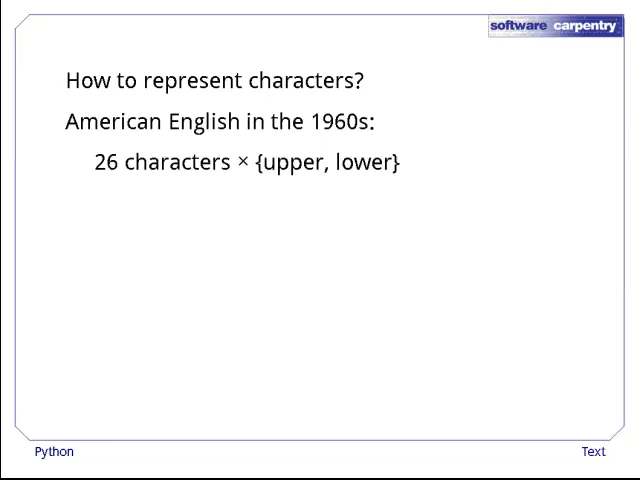 software carpentry
How to represent characters?
American English in the 1960s:
26 characters × {upper, lower}
Python
Text